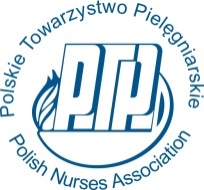 Polskie Towarzystwo Pielęgniarskie
PTP
Polish Nurses Association